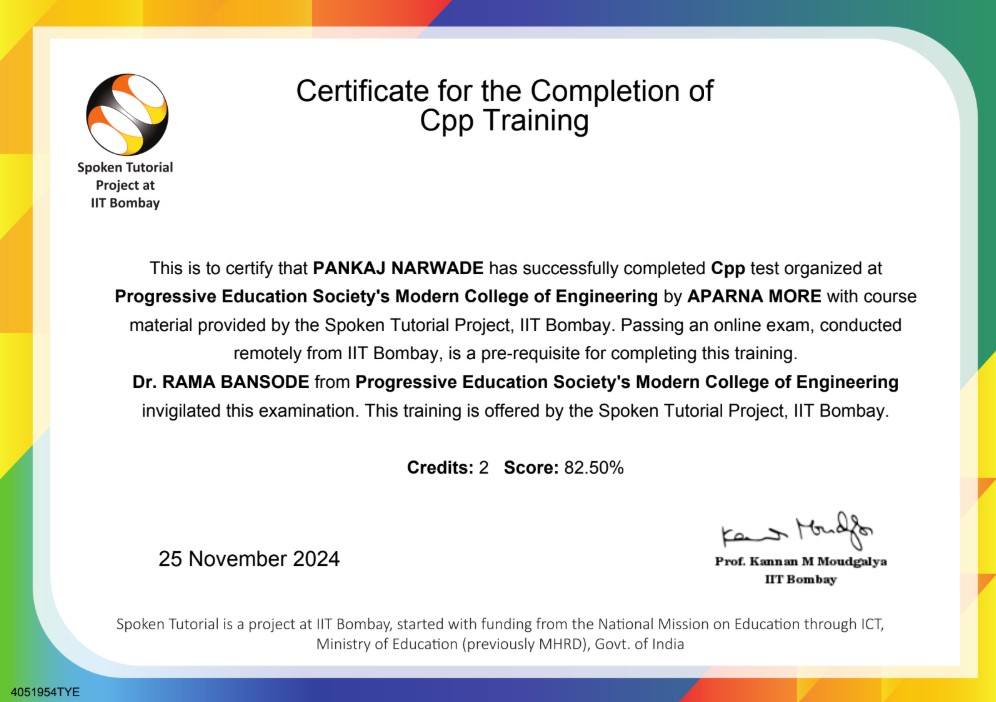 Certificate for the Completion of
Cpp Training
Spoken Tutorial
Project at
IIT Bombay
This is to certify that PANKAJ NARWADE has successfully completed Cpp test organized at
Progressive Education Society's Modern College of Engineering by APARNA MORE with course
material provided by the Spoken Tutorial Project, IIT Bombay. Passing an online exam, conducted
remotely from IIT Bombay, is a pre-requisite for completing this training.
Dr. RAMA BANSODE from Progressive Education Society's Modern College of Engineering
invigilated this examination. This training is offered by the Spoken Tutorial Project, IIT Bombay.
Credits: 2 Score: 82.50%
25 November 2024
Prof. Kannan M Moudgalya
IIT Bombay
Spoken Tutorial is a project at IIT Bombay, started with funding from the National Mission on Education through ICT,
Ministry of Education (previously MHRD), Govt. of India
4051954TYE